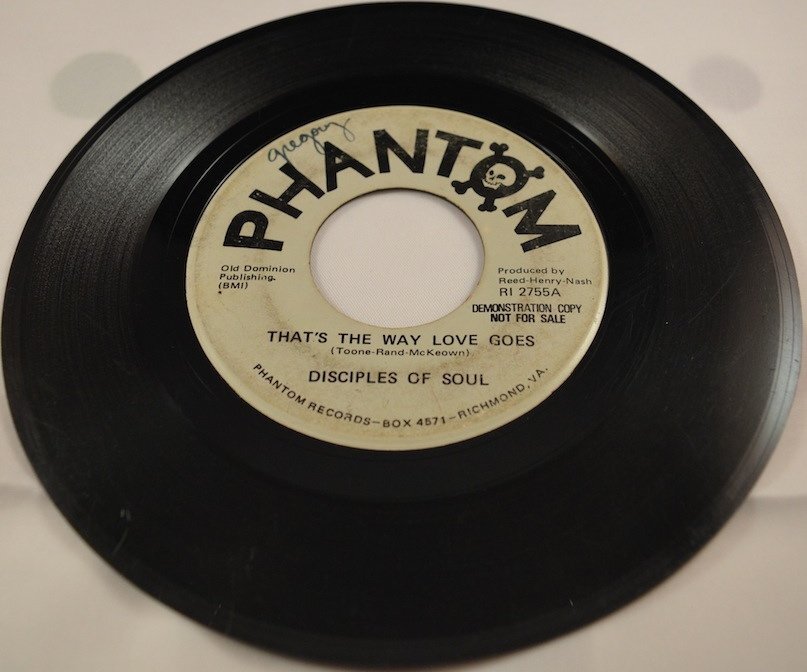 gregory
PHANTOM
Old Dominion
Publishing.
(BMI)
Produced by
Reed-Henry-Nash
RI 2755A
DEMONSTRATION COPY
NOT FOR SALE
THAT'S THE WAY LOVE GOES
(Toone-Rand-McKeown)
DISCIPLES OF SOUL
PHANTOM RECORDS—BOX 4571—RICHMOND, VA.